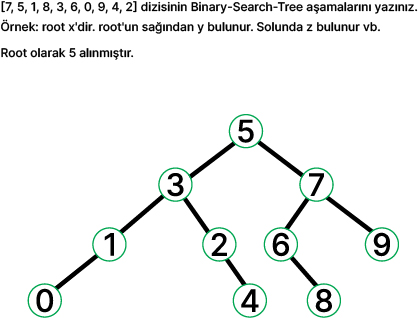 [7, 5, 1, 8, 3, 6, 0, 9, 4, 2] dizisinin Binary-Search-Tree aşamalarını yazınız.
Örnek: root x'dir. root'un sağından y bulunur. Solunda z bulunur vb.
Root olarak 5 alınmıştır.
5
3 7
1 2 6 9
0 4 8